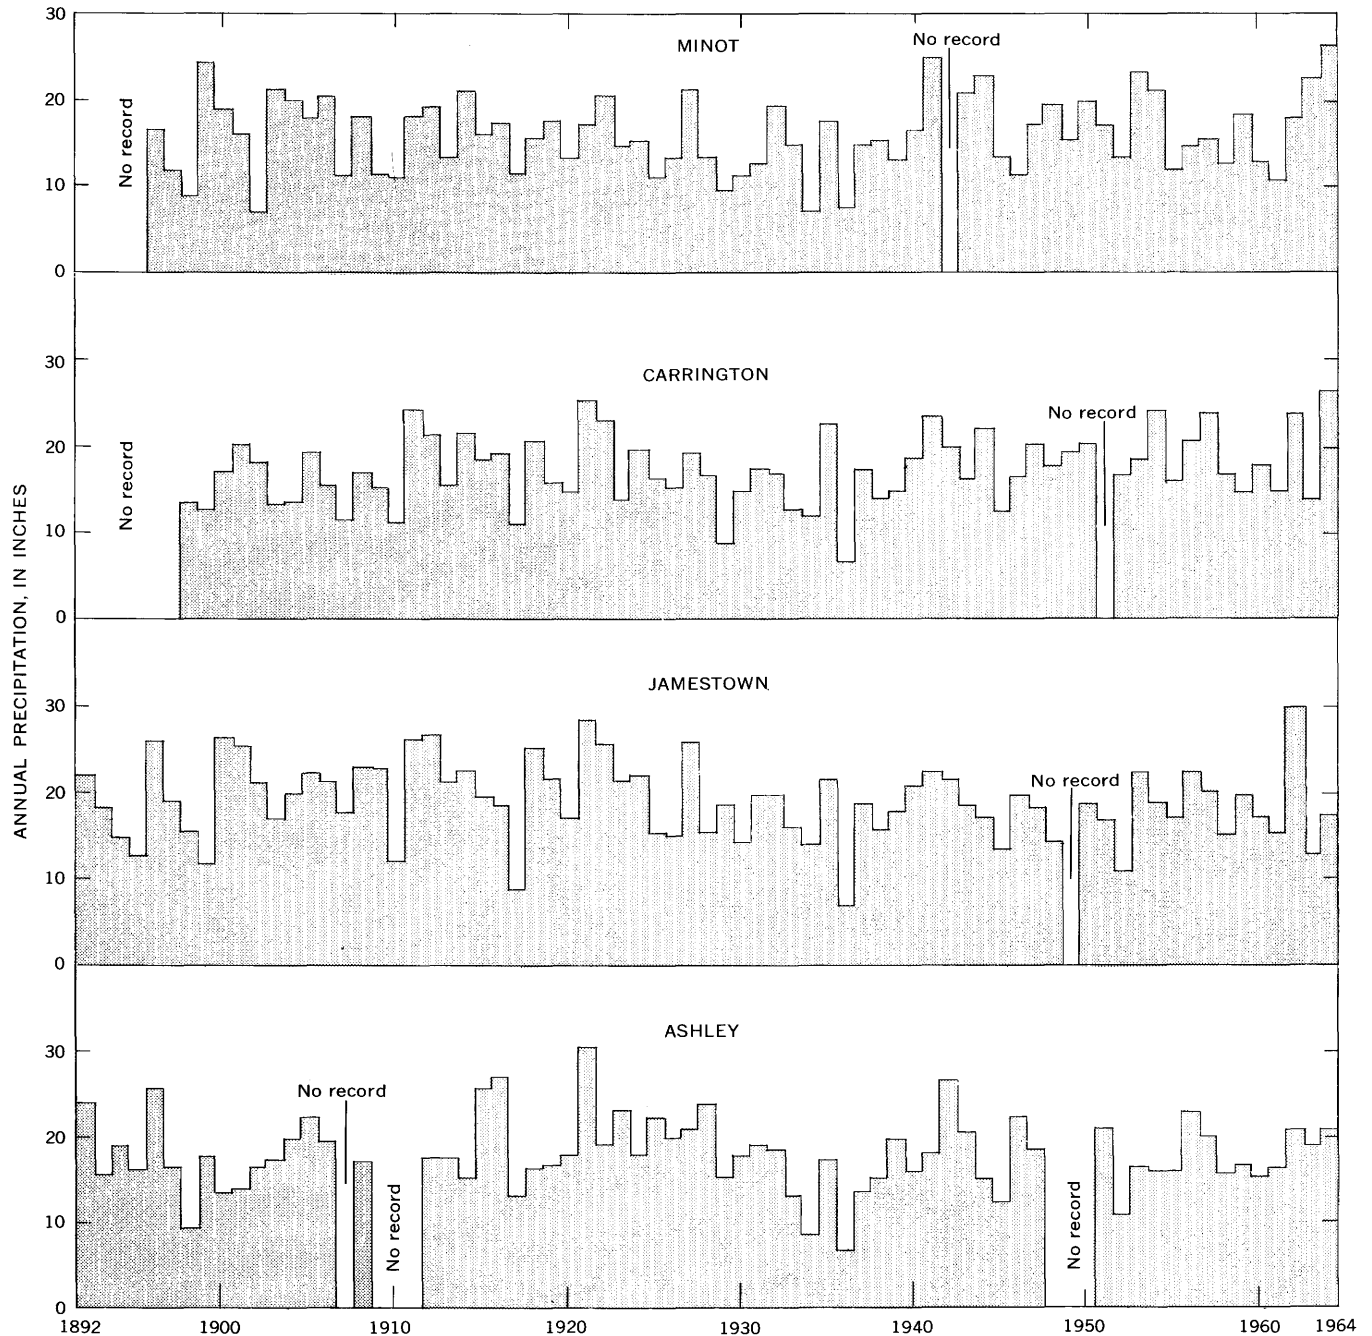 30
20
10
0
MINOT
No record
No record
30
20
10
0
CARRINGTON
No record
No record
ANNUAL PRECIPITATION, IN INCHES
30
20
10
0
JAMESTOWN
No record
30
20
10
0
ASHLEY
No record
No record
No record
1892 1900 1910 1920 1930 1940 1950 1960 1964